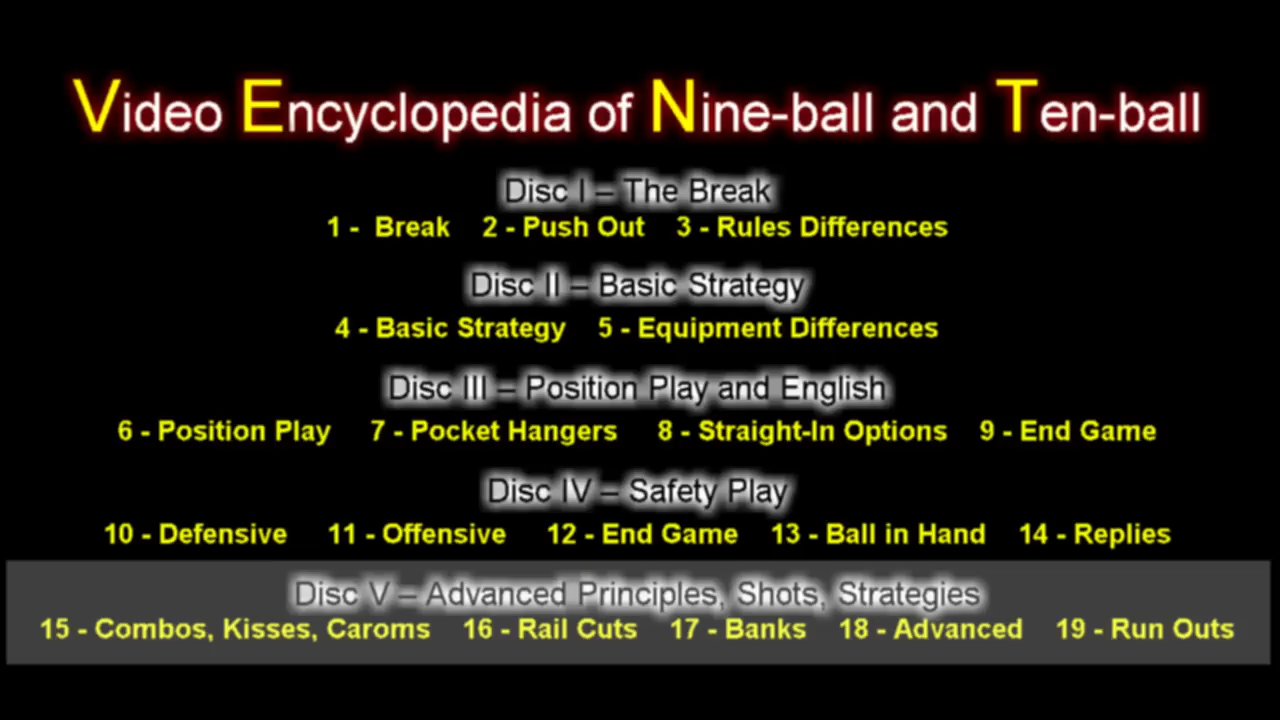 Video Encyclopedia of Nine-ball and Ten-ball
Disc I – The Break
1 - Break 2 - Push Out 3 - Rules Differences
Disc II – Basic Strategy
4 - Basic Strategy 5 - Equipment Differences
Disc III – Position Play and English
6 - Position Play 7 - Pocket Hangers 8 - Straight-In Options 9 - End Game
Disc IV – Safety Play
10 - Defensive 11 - Offensive 12 - End Game 13 - Ball in Hand 14 - Replies
Disc V – Advanced Principles, Shots, Strategies
15 - Combos, Kisses, Caroms 16 - Rail Cuts 17 - Banks 18 - Advanced 19 - Run Outs